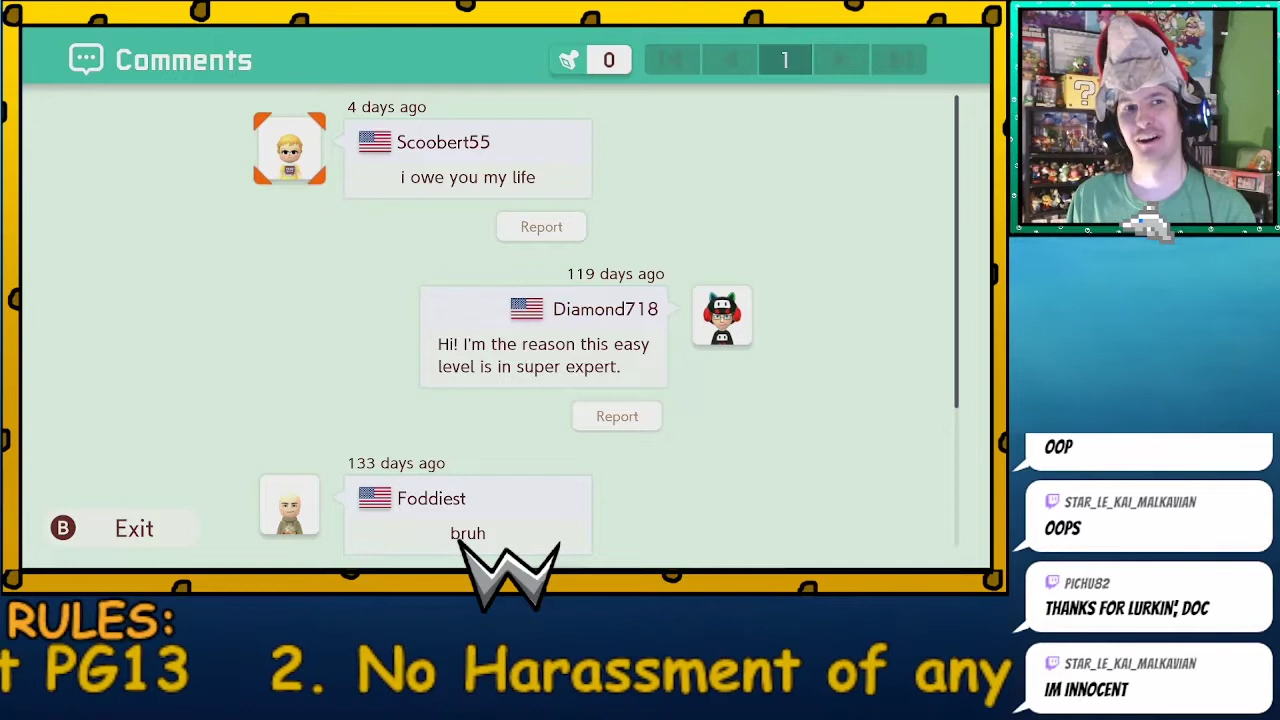 Comments
0
1
4 days ago
Scoobert55
i owe you my life
Report
119 days ago
Diamond718
Hi! I'm the reason this easy
level is in super expert.
Report
133 days ago
Foddiest
bruh
B Exit
RULES:
t PG13 2. No Harassment of any
?
OOP
STAR_LE_KAI_MALKAVIAN
OOPS
PICHU82
THANKS FOR LURKIN', DOC
STAR_LE_KAI_MALKAVIAN
IM INNOCENT